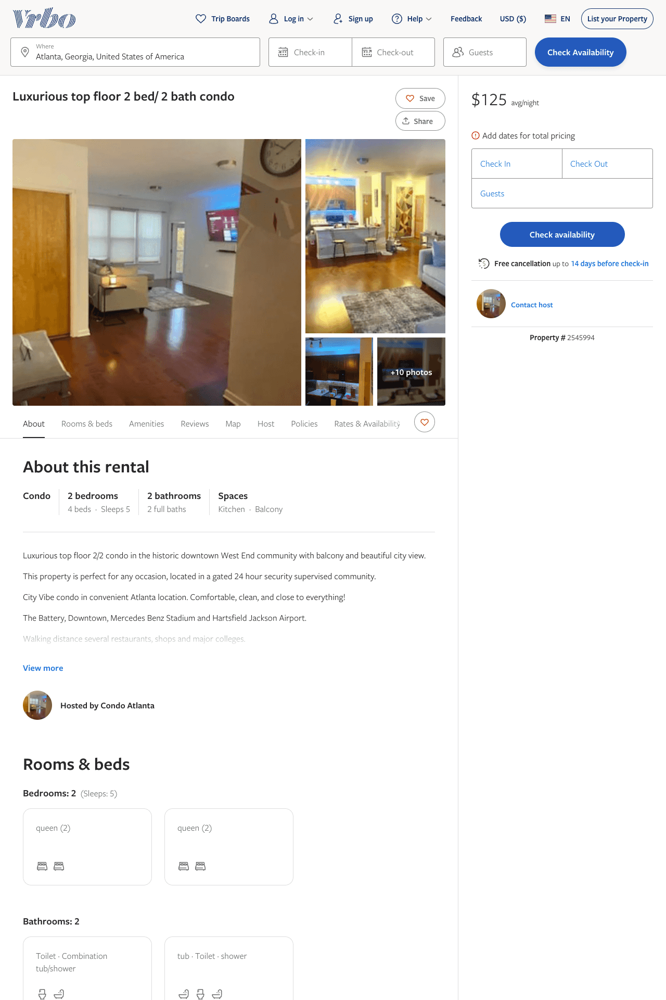 Vrbo
Trip Boards
Log in
Sign up
Help
Feedback
USD ($)
EN
List your Property
Where
Atlanta, Georgia, United States of America
Check-in
Check-out
Guests
Check Availability
Luxurious top floor 2 bed/ 2 bath condo
Save
Share
+10 photos
$125 avg/night
Add dates for total pricing
Check In
Check Out
Guests
Check availability
Free cancellation up to 14 days before check-in
Contact host
Property # 2545994
About
Rooms & beds
Amenities
Reviews
Map
Host
Policies
Rates & Availability
About this rental
Condo
2 bedrooms
4 beds · Sleeps 5
2 bathrooms
2 full baths
Spaces
Kitchen · Balcony
Luxurious top floor 2/2 condo in the historic downtown West End community with balcony and beautiful city view.
This property is perfect for any occasion, located in a gated 24 hour security supervised community.
City Vibe condo in convenient Atlanta location. Comfortable, clean, and close to everything!
The Battery, Downtown, Mercedes Benz Stadium and Hartsfield Jackson Airport.
Walking distance several restaurants, shops and major colleges.
View more
Hosted by Condo Atlanta
Rooms & beds
Bedrooms: 2 (Sleeps: 5)
queen (2)
queen (2)
Bathrooms: 2
Toilet · Combination
tub/shower
tub · Toilet · shower